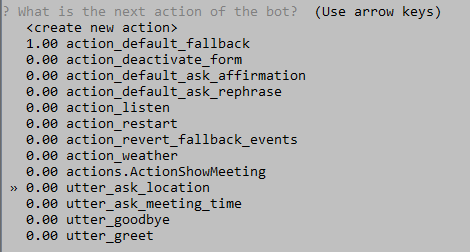 ? What is the next action of the bot?  (Use arrow keys)
<create new action>
1.00 action_default_fallback
0.00 action_deactivate_form
0.00 action_default_ask_affirmation
0.00 action_default_ask_rephrase
0.00 action_listen
0.00 action_restart
0.00 action_revert_fallback_events
0.00 action_weather
0.00 actions.ActionShowMeeting
» 0.00 utter_ask_location
0.00 utter_ask_meeting_time
0.00 utter_goodbye
0.00 utter_greet